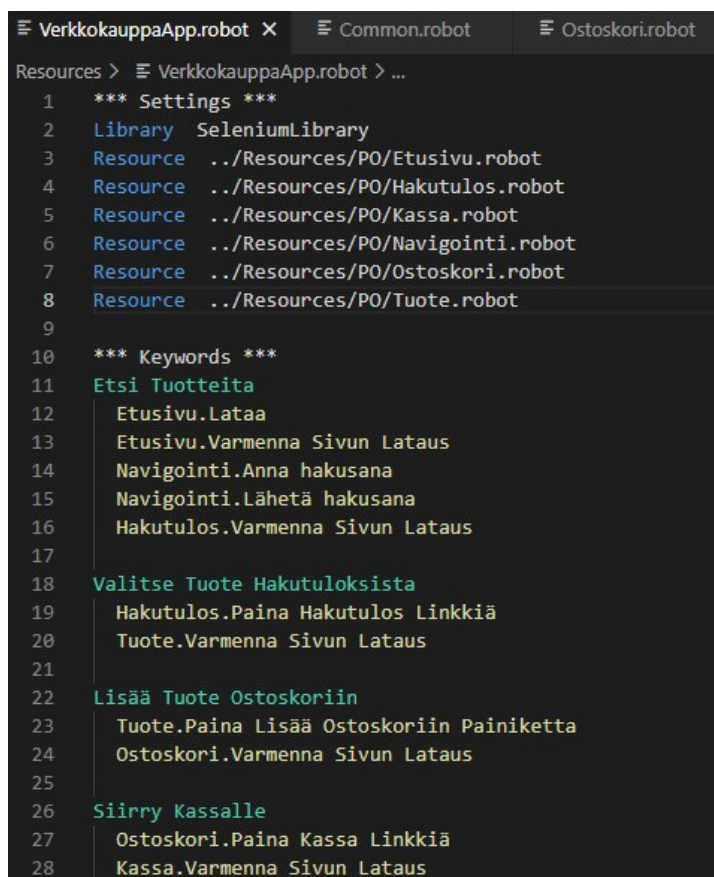 VerkkokauppaApp.robot Common.robot Ostoskori.robot
Resources > VerkkokauppaApp.robot > ...
1 *** Settings ***
2 Library  SeleniumLibrary
3 Resource  ../Resources/PO/Etusivu.robot
4 Resource  ../Resources/PO/Hakutulos.robot
5 Resource  ../Resources/PO/Kassa.robot
6 Resource  ../Resources/PO/Navigointi.robot
7 Resource  ../Resources/PO/Ostoskori.robot
8 Resource  ../Resources/PO/Tuote.robot
9
10 *** Keywords ***
11 Etsi Tuotteita
12   Etusivu.Lataa
13   Etusivu.Varmenna Sivun Lataus
14   Navigointi.Anna hakusana
15   Navigointi.Lähetä hakusana
16   Hakutulos.Varmenna Sivun Lataus
17
18 Valitse Tuote Hakutuloksista
19   Hakutulos.Paina Hakutulos Linkkiä
20   Tuote.Varmenna Sivun Lataus
21
22 Lisää Tuote Ostoskoriin
23   Tuote.Paina Lisää Ostoskoriin Painiketta
24   Ostoskori.Varmenna Sivun Lataus
25
26 Siirry Kassalle
27   Ostoskori.Paina Kassa Linkkiä
28   Kassa.Varmenna Sivun Lataus